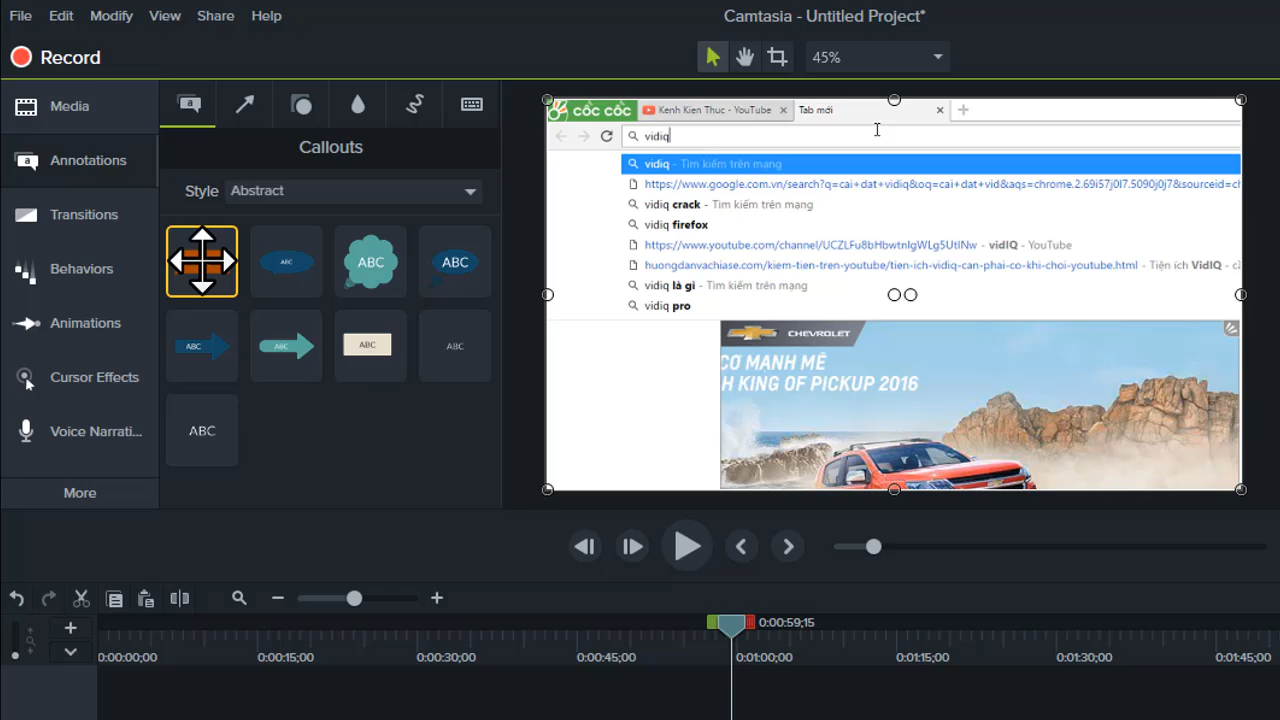 File Edit Modify View Share Help
Camtasia - Untitled Project*
Record
45%
Media
Annotations
Transitions
Behaviors
Animations
Cursor Effects
Voice Narrati...
More
a
Callouts
Style Abstract
ABC ABC ABC
ABC ABC ABC ABC
ABC
CỐC CỐC Kenh Kien Thuc - YouTube Tab mới
vidiq
vidiq - Tìm kiếm trên mạng
https://www.google.com.vn/search?q=cai+dat+vidiq&oq=cai+dat+vid&aqs=chrome.2.69i57j0l7.5090j0j7&sourceid=ch
vidiq crack - Tìm kiếm trên mạng
vidiq firefox
https://www.youtube.com/channel/UCZLFu8bHbwtnIgWLg5UtlNw - vidIQ - YouTube
huongdanvachiase.com/kiem-tien-tren-youtube/tien-ich-vidiq-can-phai-co-khi-choi-youtube.html - Tiện ích VidIQ - cà
vidiq là gì - Tìm kiếm trên mạng
vidiq pro
CHEVROLET
CƠ MẠNH MẼ
H KING OF PICKUP 2016
0:00:59;15
0:00:00;00 0:00:15;00 0:00:30;00 0:00:45;00 0:01:00;00 0:01:15;00 0:01:30;00 0:01:45;00